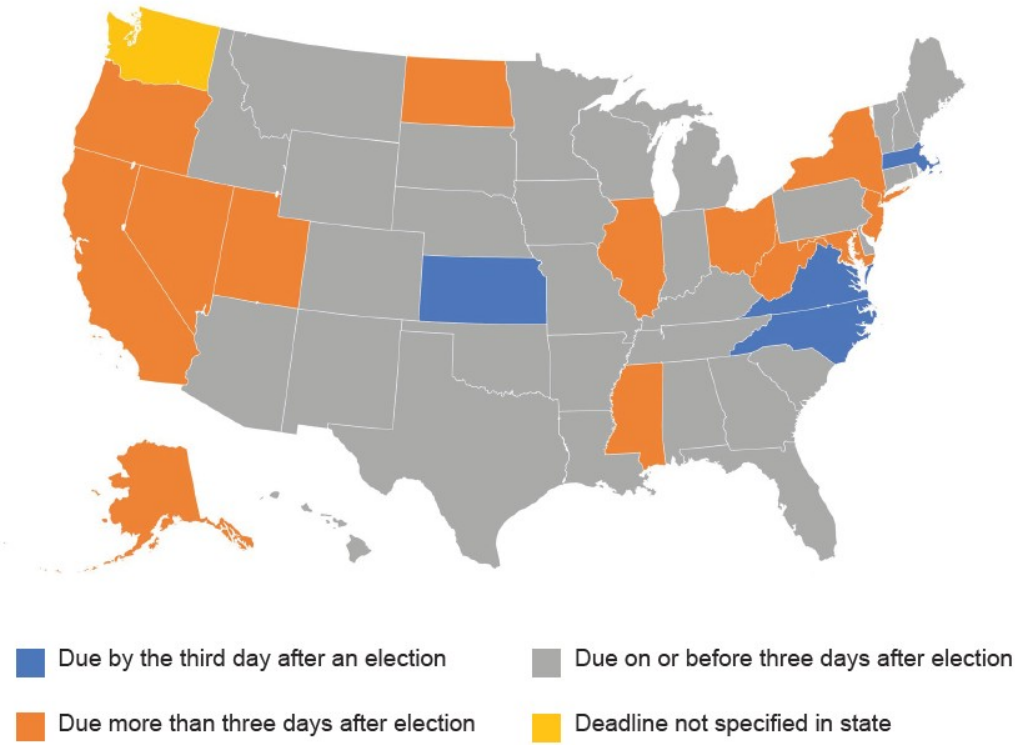 Due by the third day after an election
Due on or before three days after election
Due more than three days after election
Deadline not specified in state